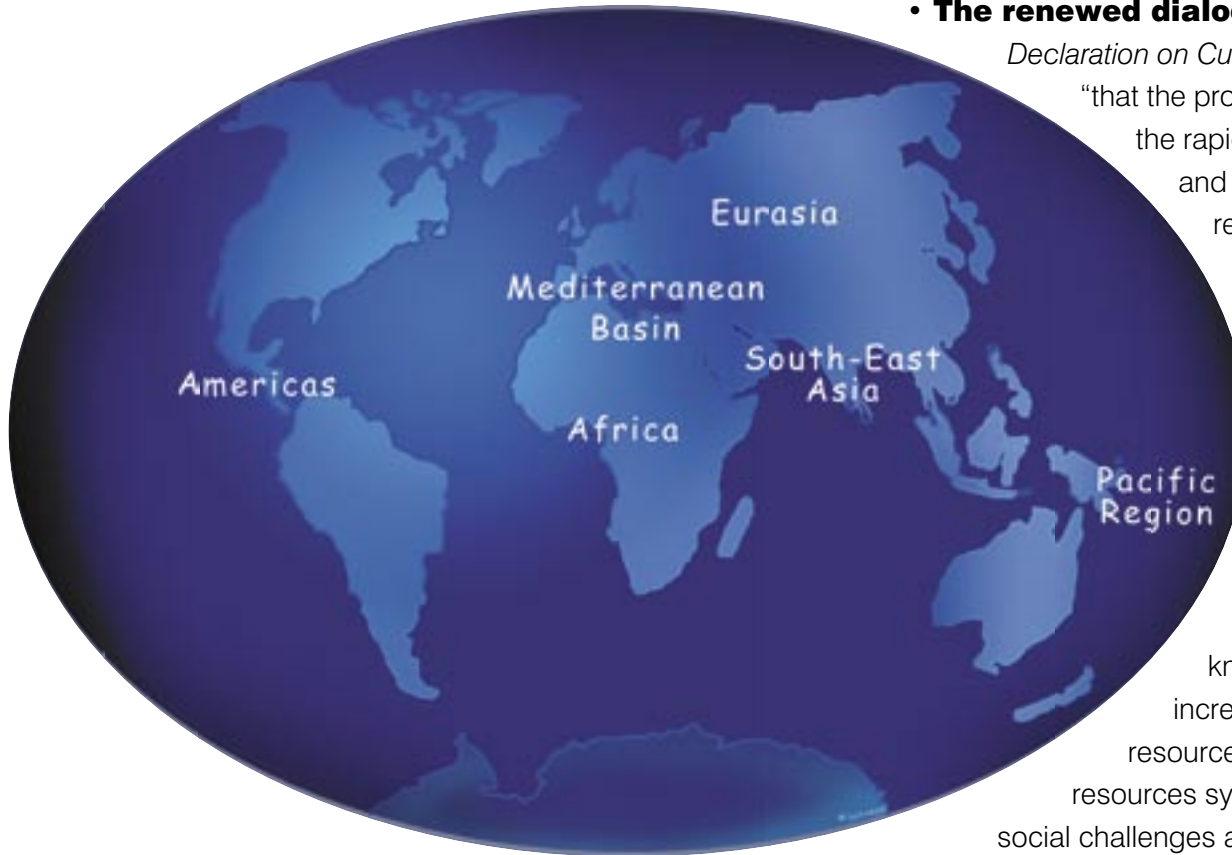 • The renewed dialog
Declaration on Cu
“that the pro
the rapi
and
re
Eurasia
Mediterranean
Basin
South-East
Asia
Americas
Africa
Pacific
Region
kn
incre
resource
resources sy
social challenges a